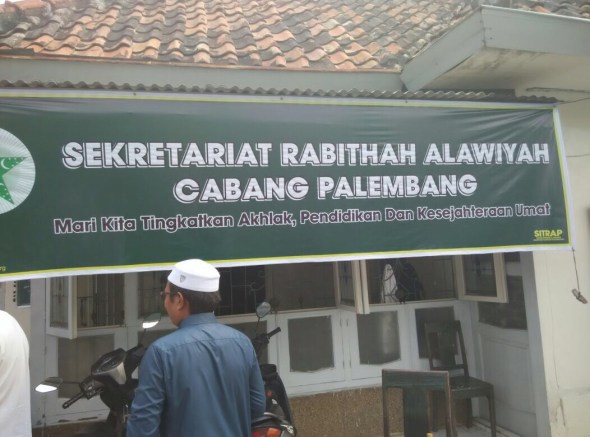 SEKRETARIAT RABITHAH ALAWIYAH
CABANG PALEMBANG
Mari Kita Tingkatkan Akhlak, Pendidikan Dan Kesejahteraan Umat
SITRAP